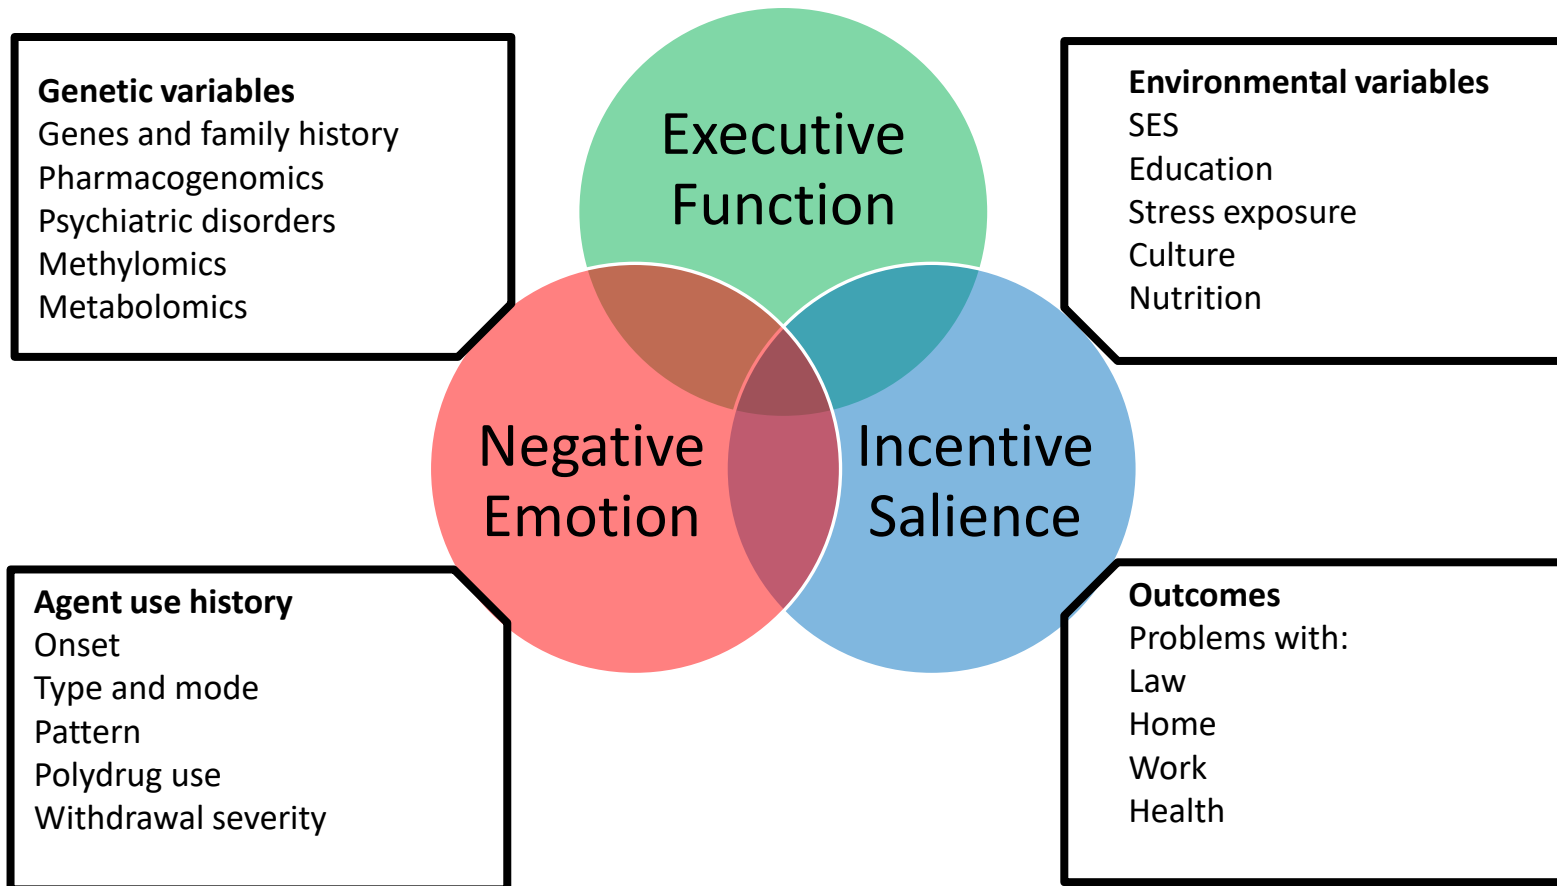 Genetic variables
Genes and family history
Pharmacogenomics
Psychiatric disorders
Methylomics
Metabolomics
Executive
Function
Environmental variables
SES
Education
Stress exposure
Culture
Nutrition
Negative
Emotion
Incentive
Salience
Agent use history
Onset
Type and mode
Pattern
Polydrug use
Withdrawal severity
Outcomes
Problems with:
Law
Home
Work
Health